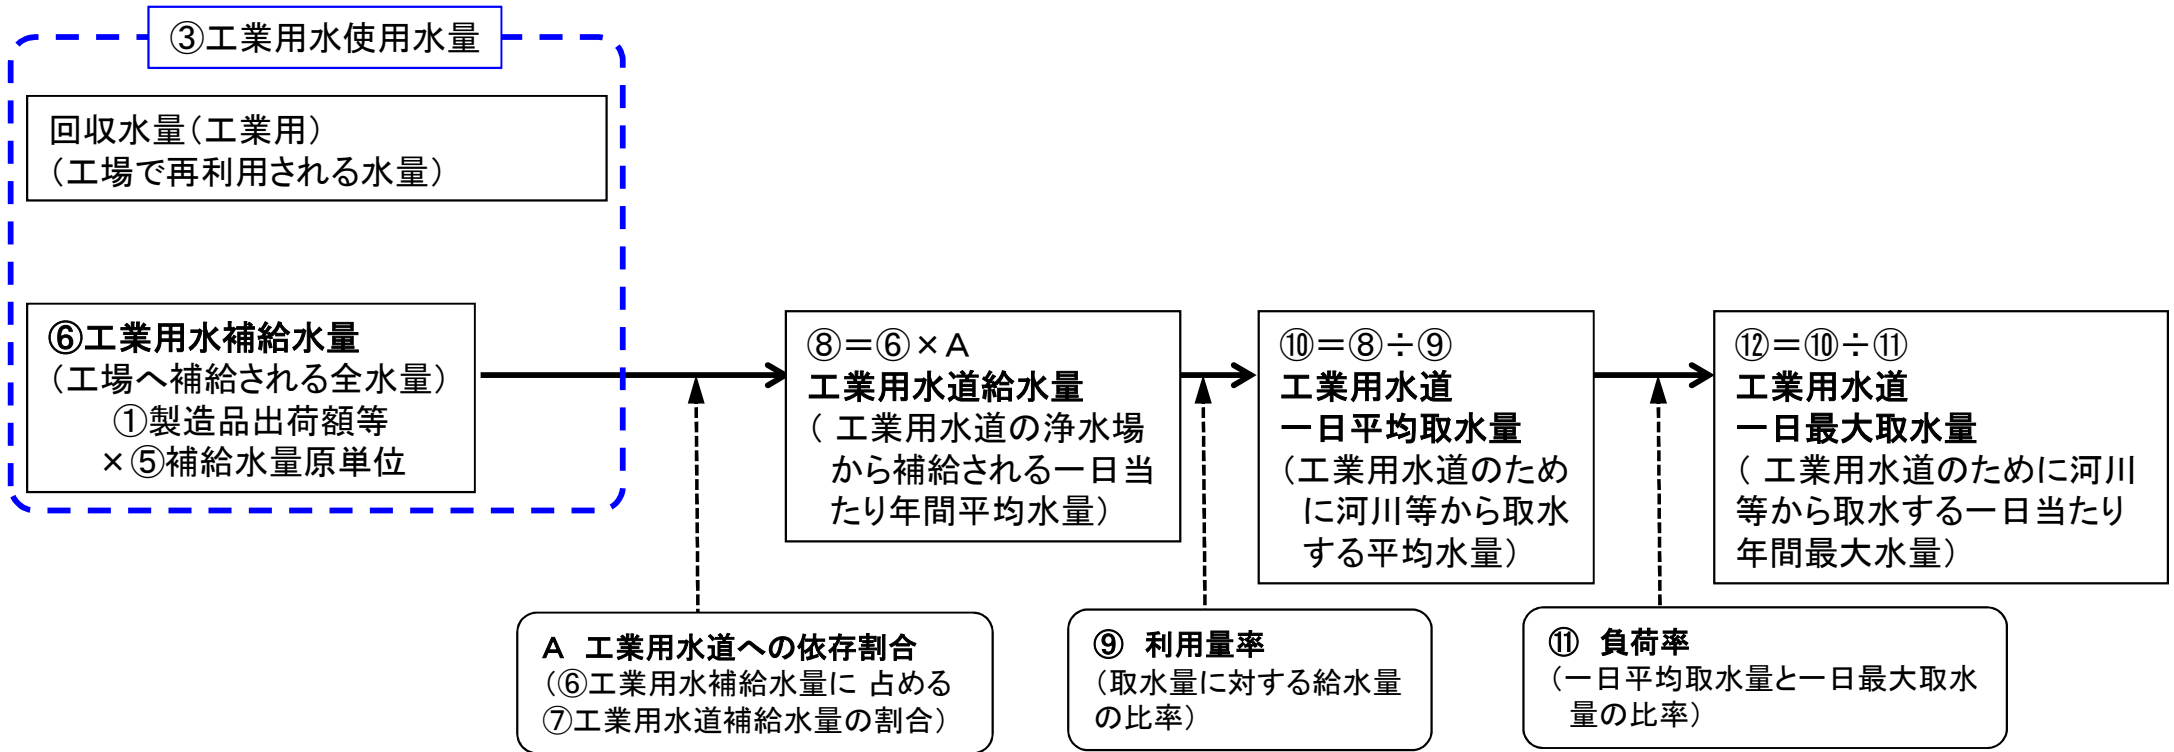 ③工業用水使用水量
回収水量(工業用)
(工場で再利用される水量)
⑥工業用水補給水量
(工場へ補給される全水量)
①製造品出荷額等
×⑤補給水量原単位
⑧=⑥×A
工業用水道給水量
( 工業用水道の浄水場
から補給される一日当
たり年間平均水量)
⑩=⑧÷⑨
工業用水道
一日平均取水量
(工業用水道のため
に河川等から取水
する平均水量)
⑫=⑩÷⑪
工業用水道
一日最大取水量
( 工業用水道のために河川
等から取水する一日当たり
年間最大水量)
A 工業用水道への依存割合
(⑥工業用水補給水量に 占める
⑦工業用水道補給水量の割合)
⑨ 利用量率
(取水量に対する給水量
の比率)
⑪ 負荷率
(一日平均取水量と一日最大取水
量の比率)